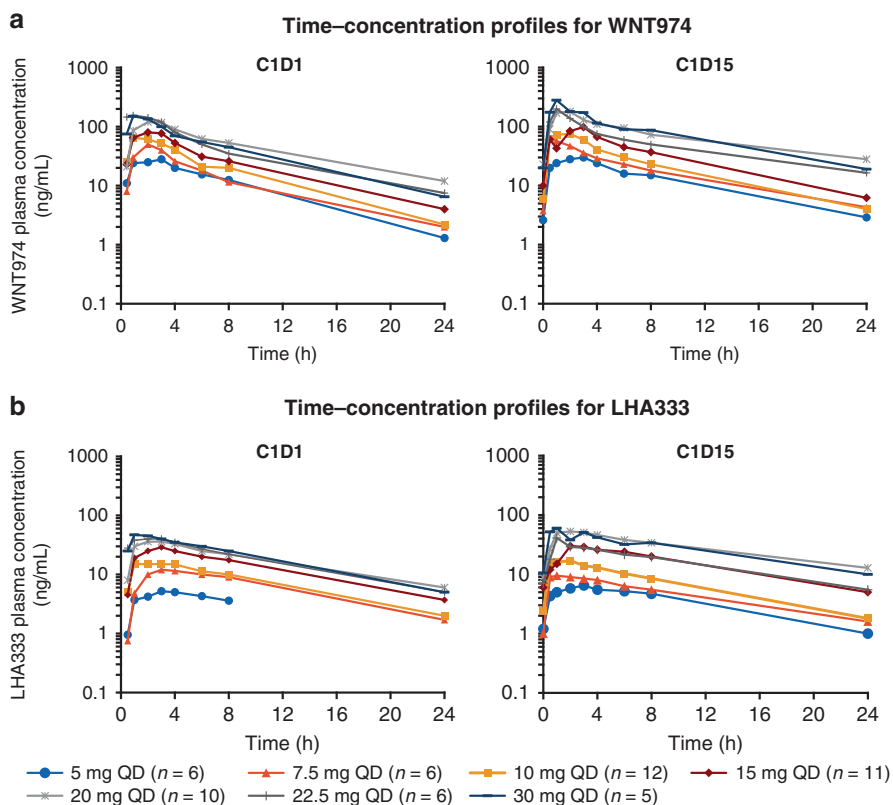 a
Time–concentration profiles for WNT974
C1D1
C1D15
WNT974 plasma concentration
(ng/mL)
1000
100
10
1
0.1
0 4 8 12 16 20 24
Time (h)
1000
100
10
1
0.1
0 4 8 12 16 20 24
Time (h)
b
Time–concentration profiles for LHA333
C1D1
C1D15
LHA333 plasma concentration
(ng/mL)
1000
100
10
1
0.1
0 4 8 12 16 20 24
Time (h)
1000
100
10
1
0.1
0 4 8 12 16 20 24
Time (h)
5 mg QD (n = 6) 7.5 mg QD (n = 6) 10 mg QD (n = 12) 15 mg QD (n = 11)
20 mg QD (n = 10) 22.5 mg QD (n = 6) 30 mg QD (n = 5)